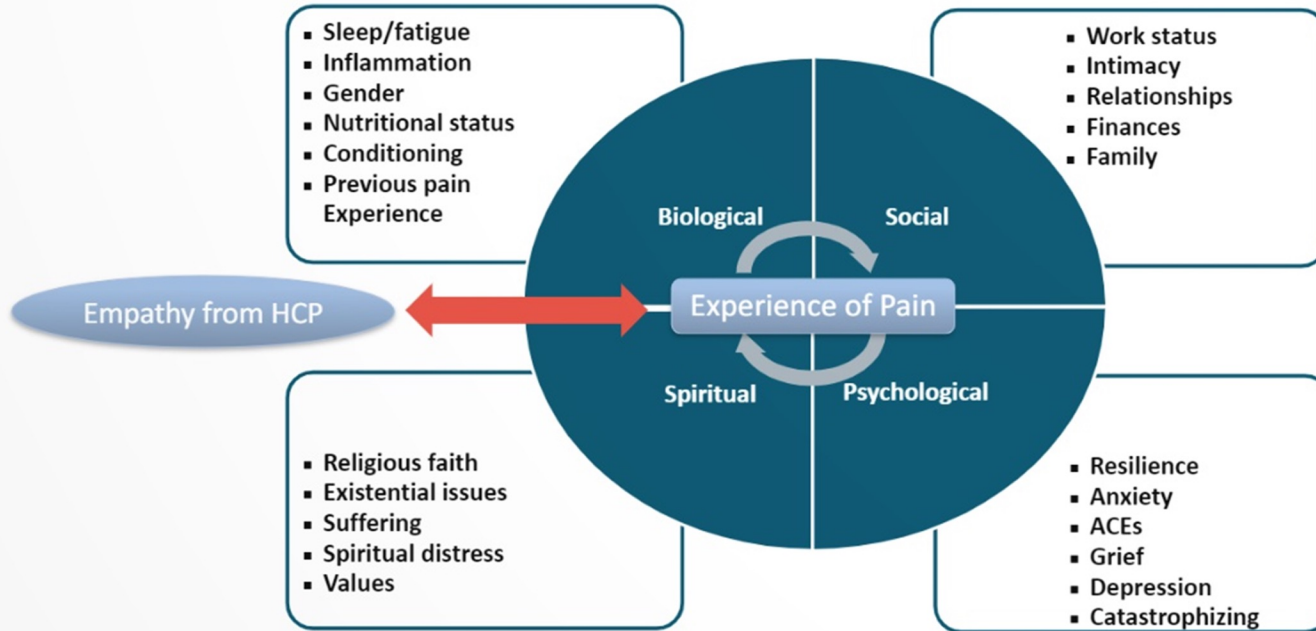 ▪ Sleep/fatigue
▪ Inflammation
▪ Gender
▪ Nutritional status
▪ Conditioning
▪ Previous pain
Experience
▪ Work status
▪ Intimacy
▪ Relationships
▪ Finances
▪ Family
Biological
Social
Empathy from HCP
Experience of Pain
Spiritual
Psychological
▪ Religious faith
▪ Existential issues
▪ Suffering
▪ Spiritual distress
▪ Values
▪ Resilience
▪ Anxiety
▪ ACEs
▪ Grief
▪ Depression
▪ Catastrophizing